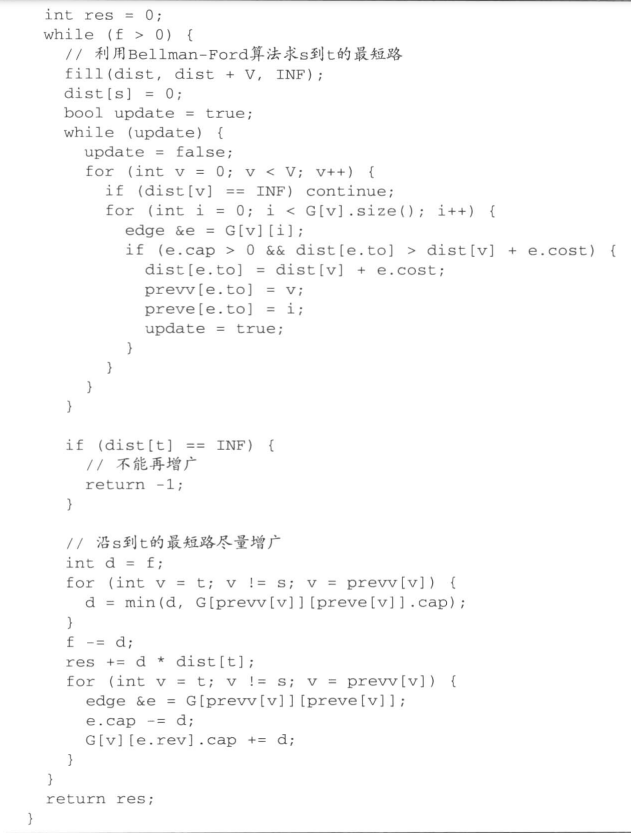 int res = 0;
while (f > 0) {
// 利用Bellman-Ford算法求s到t的最短路
fill(dist, dist + V, INF);
dist[s] = 0;
bool update = true;
while (update) {
update = false;
for (int v = 0; v < V; v++) {
if (dist[v] == INF) continue;
for (int i = 0; i < G[v].size(); i++) {
edge &e = G[v][i];
if (e.cap > 0 && dist[e.to] > dist[v] + e.cost) {
dist[e.to] = dist[v] + e.cost;
prevv[e.to] = v;
preve[e.to] = i;
update = true;
}
}
}
}
if (dist[t] == INF) {
// 不能再增广
return -1;
}
// 沿s到t的最短路尽量增广
int d = f;
for (int v = t; v != s; v = prevv[v]) {
d = min(d, G[prevv[v]][preve[v]].cap);
}
f -= d;
res += d * dist[t];
for (int v = t; v != s; v = prevv[v]) {
edge &e = G[prevv[v]][preve[v]];
e.cap -= d;
G[v][e.rev].cap += d;
}
}
return res;
}